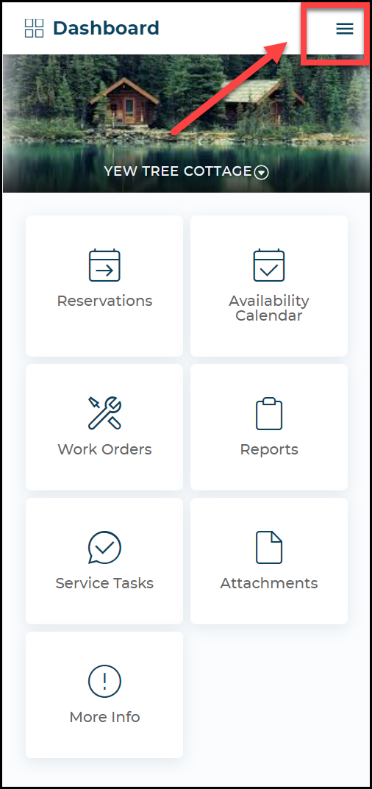 Dashboard
YEW TREE COTTAGE
Reservations
Availability
Calendar
Work Orders
Reports
Service Tasks
Attachments
More Info